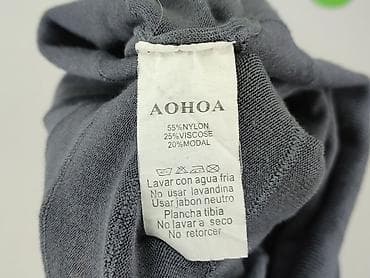 AOHOA
55%NYLON
25%VISCOSE
20%MODAL
Lavar con agua fria
No usar lavandina
Usar jabon neutro
Plancha tibia
No lavar a seco
No retorcer